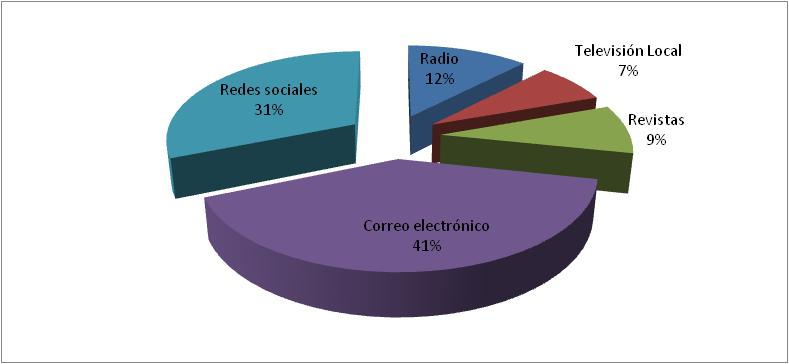 Radio
12%
Televisión Local
7%
Revistas
9%
Correo electrónico
41%
Redes sociales
31%